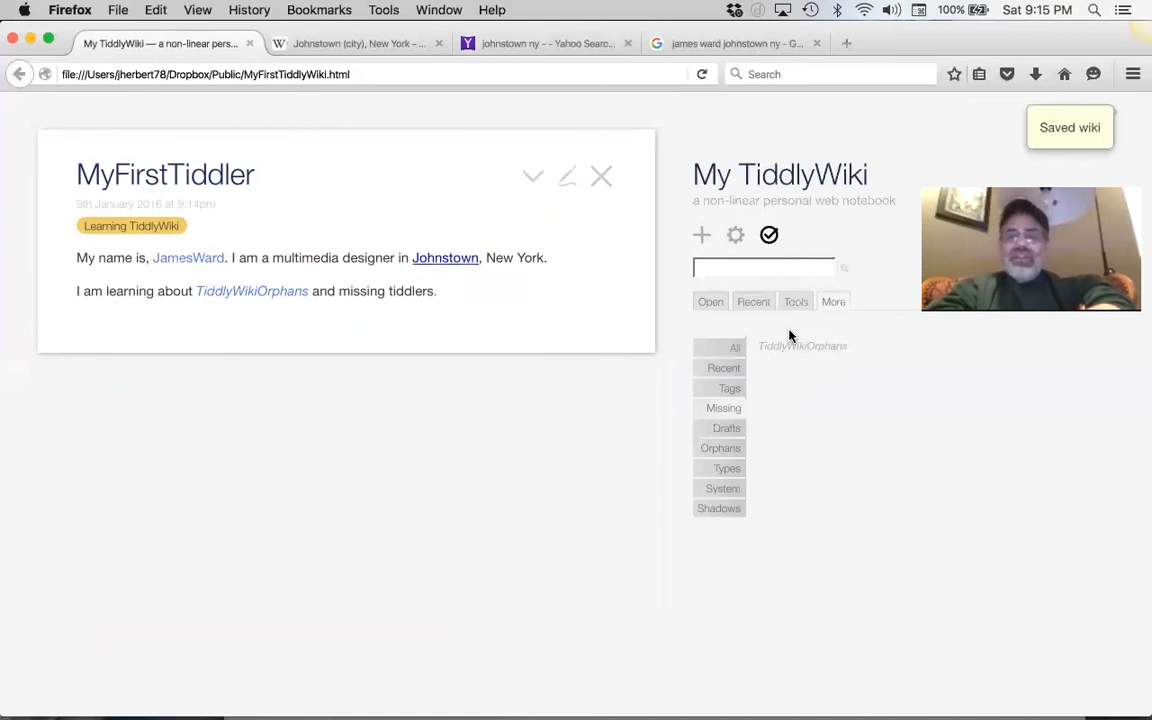 Firefox File Edit View History Bookmarks Tools Window Help 100% Sat 9:15 PM
My TiddlyWiki — a non-linear pers... Johnstown (city), New York - ... johnstown ny - - Yahoo Searc... james ward johnstown ny - G...
file:///Users/jherbert78/Dropbox/Public/MyFirstTiddlyWiki.html Search
Saved wiki
MyFirstTiddler
9th January 2016 at 9:14pm
Learning TiddlyWiki
My name is, JamesWard. I am a multimedia designer in Johnstown, New York.
I am learning about TiddlyWikiOrphans and missing tiddlers.
My TiddlyWiki
a non-linear personal web notebook
Open Recent Tools More
All
Recent
Tags
Missing
Drafts
Orphans
Types
System
Shadows
TiddlyWikiOrphans